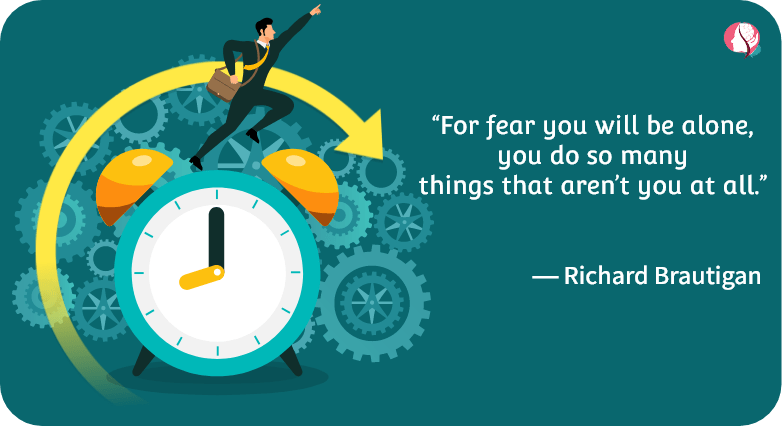 “For fear you will be alone,
you do so many
things that aren’t you at all.”
— Richard Brautigan